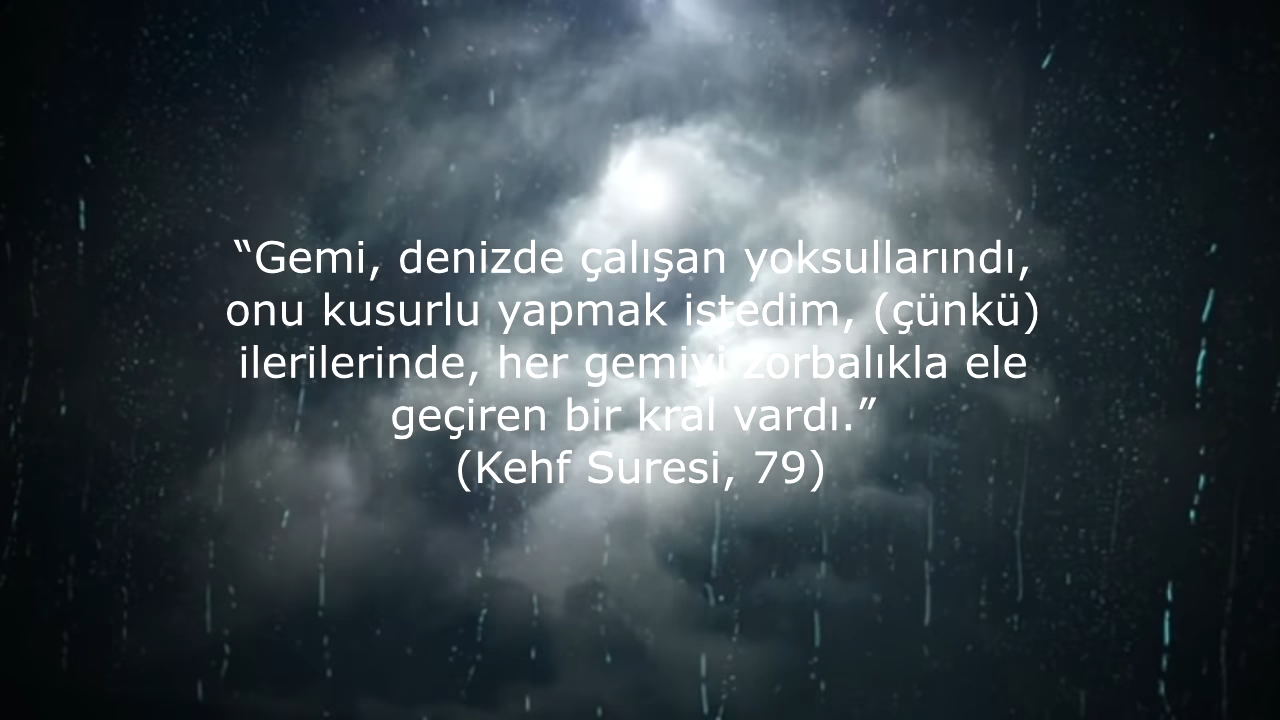 “Gemi, denizde çalışan yoksullarındı,
onu kusurlu yapmak istedim, (çünkü)
ilerilerinde, her gemiyi zorbalıkla ele
geçiren bir kral vardı.”
(Kehf Suresi, 79)